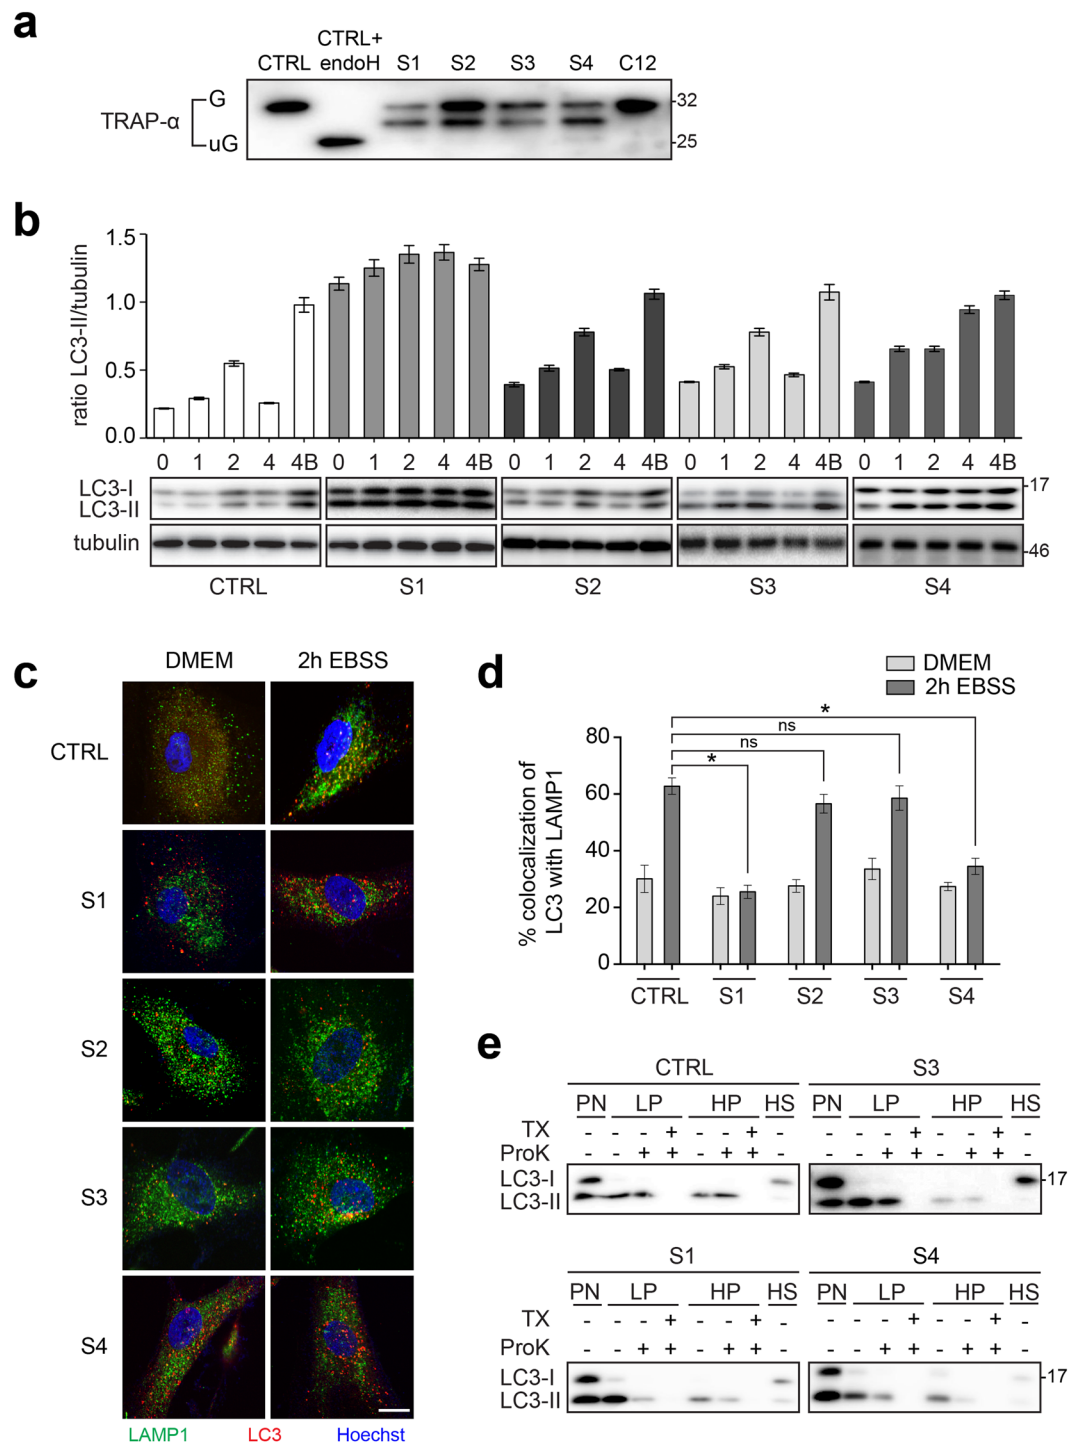 a
CTRL CTRL+ endoH S1 S2 S3 S4 C12
TRAP-α
G
uG
32
25
b
ratio LC3-II/tubulin
1.5
1.0
0.5
0.0
0 1 2 4 4B 0 1 2 4 4B 0 1 2 4 4B 0 1 2 4 4B 0 1 2 4 4B
LC3-I
LC3-II
17
tubulin
46
CTRL S1 S2 S3 S4
c
DMEM 2h EBSS
CTRL
S1
S2
S3
S4
LAMP1 LC3 Hoechst
d
DMEM
2h EBSS
% colocalization of
LC3 with LAMP1
80
60
40
20
0
*
ns
ns
*
CTRL S1 S2 S3 S4
e
CTRL S3
PN LP HP HS PN LP HP HS
TX - - - + - - + - - - - + - - + -
ProK - - + + - + + - - - + + - + + -
LC3-I
LC3-II
17
S1 S4
PN LP HP HS PN LP HP HS
TX - - - + - - + - - - - + - - + -
ProK - - + + - + + - - - + + - + + -
LC3-I
LC3-II
17